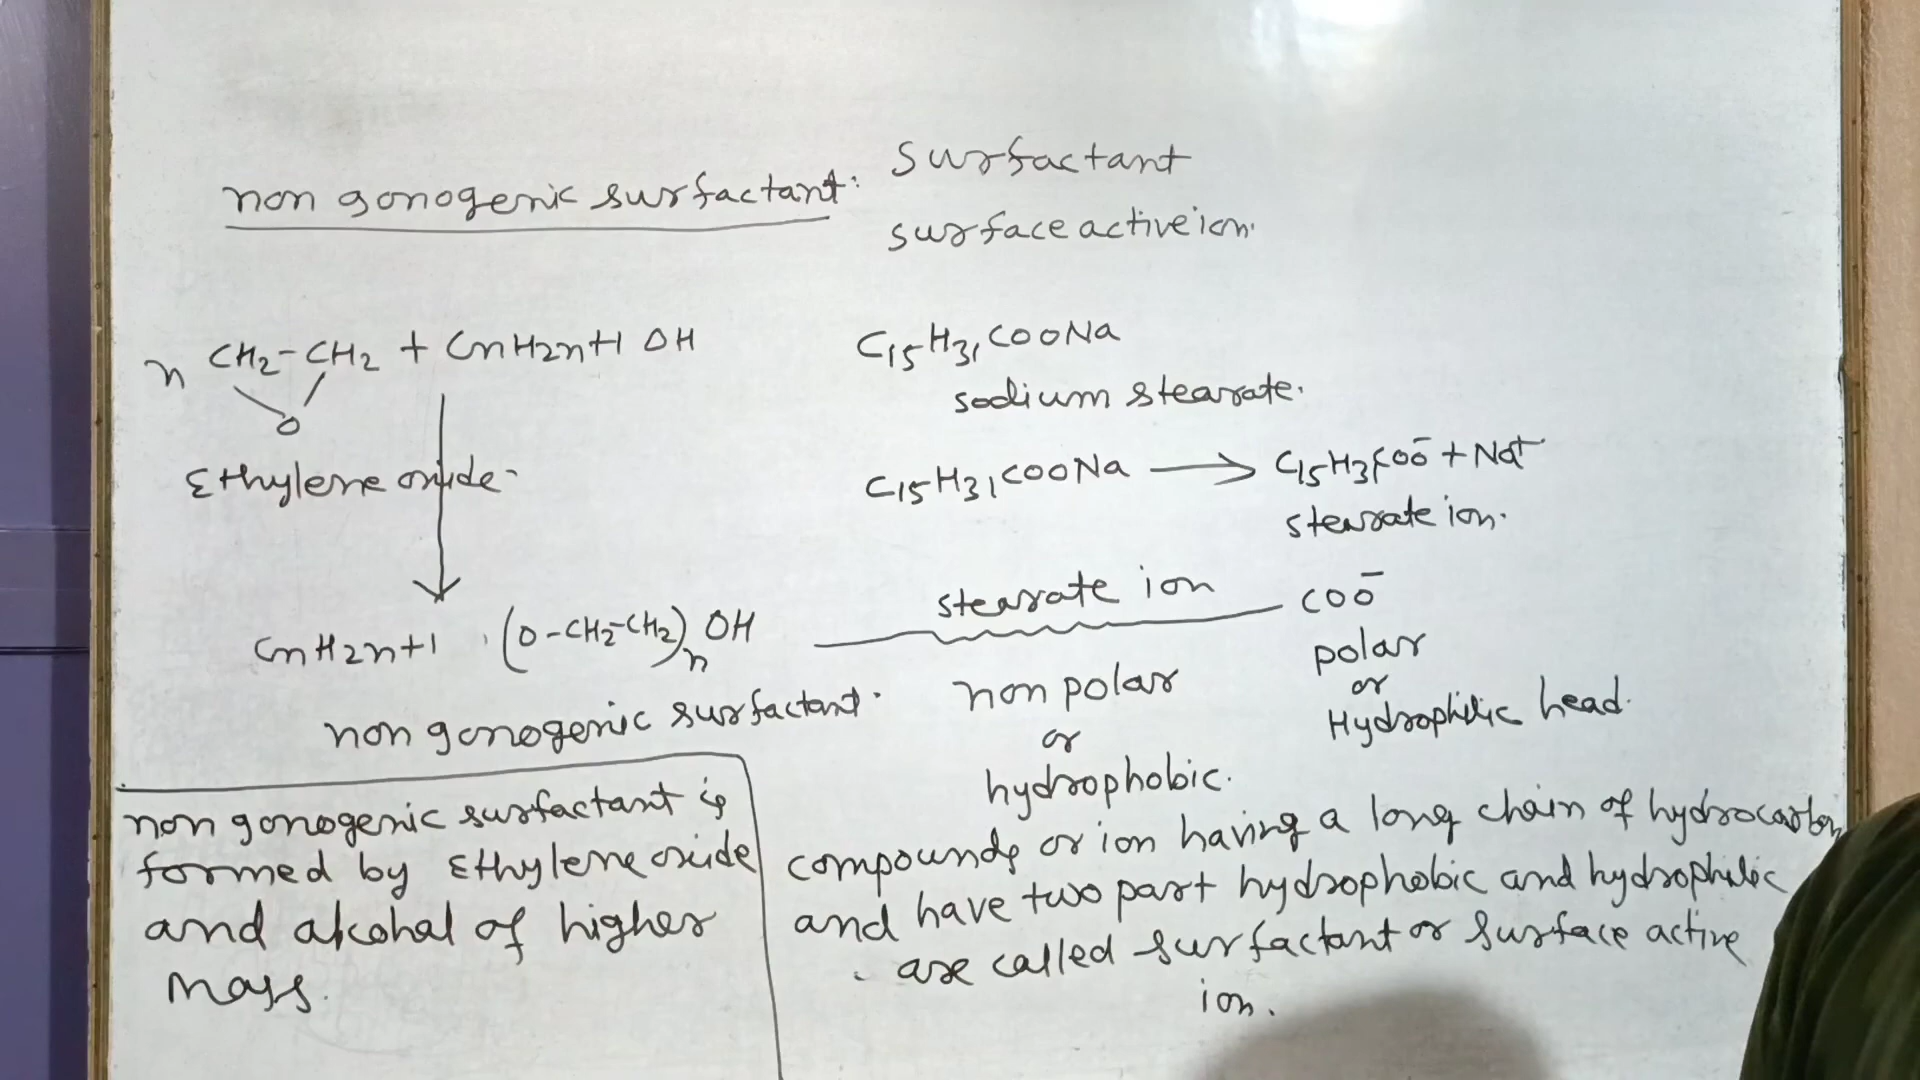 non gonogenic surfactant:
n CH2-CH2 + CnH2n+1 OH
O
Ethylene oxide-
CnH2n+1 (O-CH2-CH2)n OH
non gonogenic surfactant.
non gonogenic surfactant is
formed by Ethylene oxide
and alcohal of higher
mass.
surfactant
surface active ion.
C15H31COONa
sodium stearate.
C15H31COONa → C15H31COO- + Na+
stearate ion.
stearate ion COO-
non polar
or
hydrophobic.
polar
or
Hydrophilic head.
compounds or ion having a long chain of hydrocarbon
and have two part hydrophobic and hydrophilic
are called surfactant or surface active
ion.